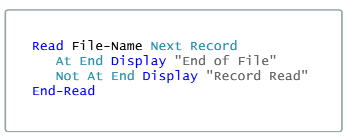 Read File-Name Next Record
At End Display "End of File"
Not At End Display "Record Read"
End-Read